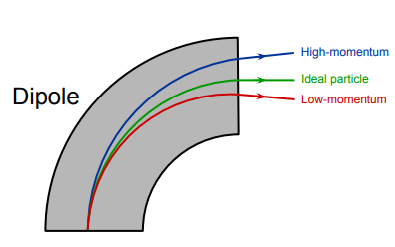 High-momentum
Ideal particle
Dipole
Low-momentum